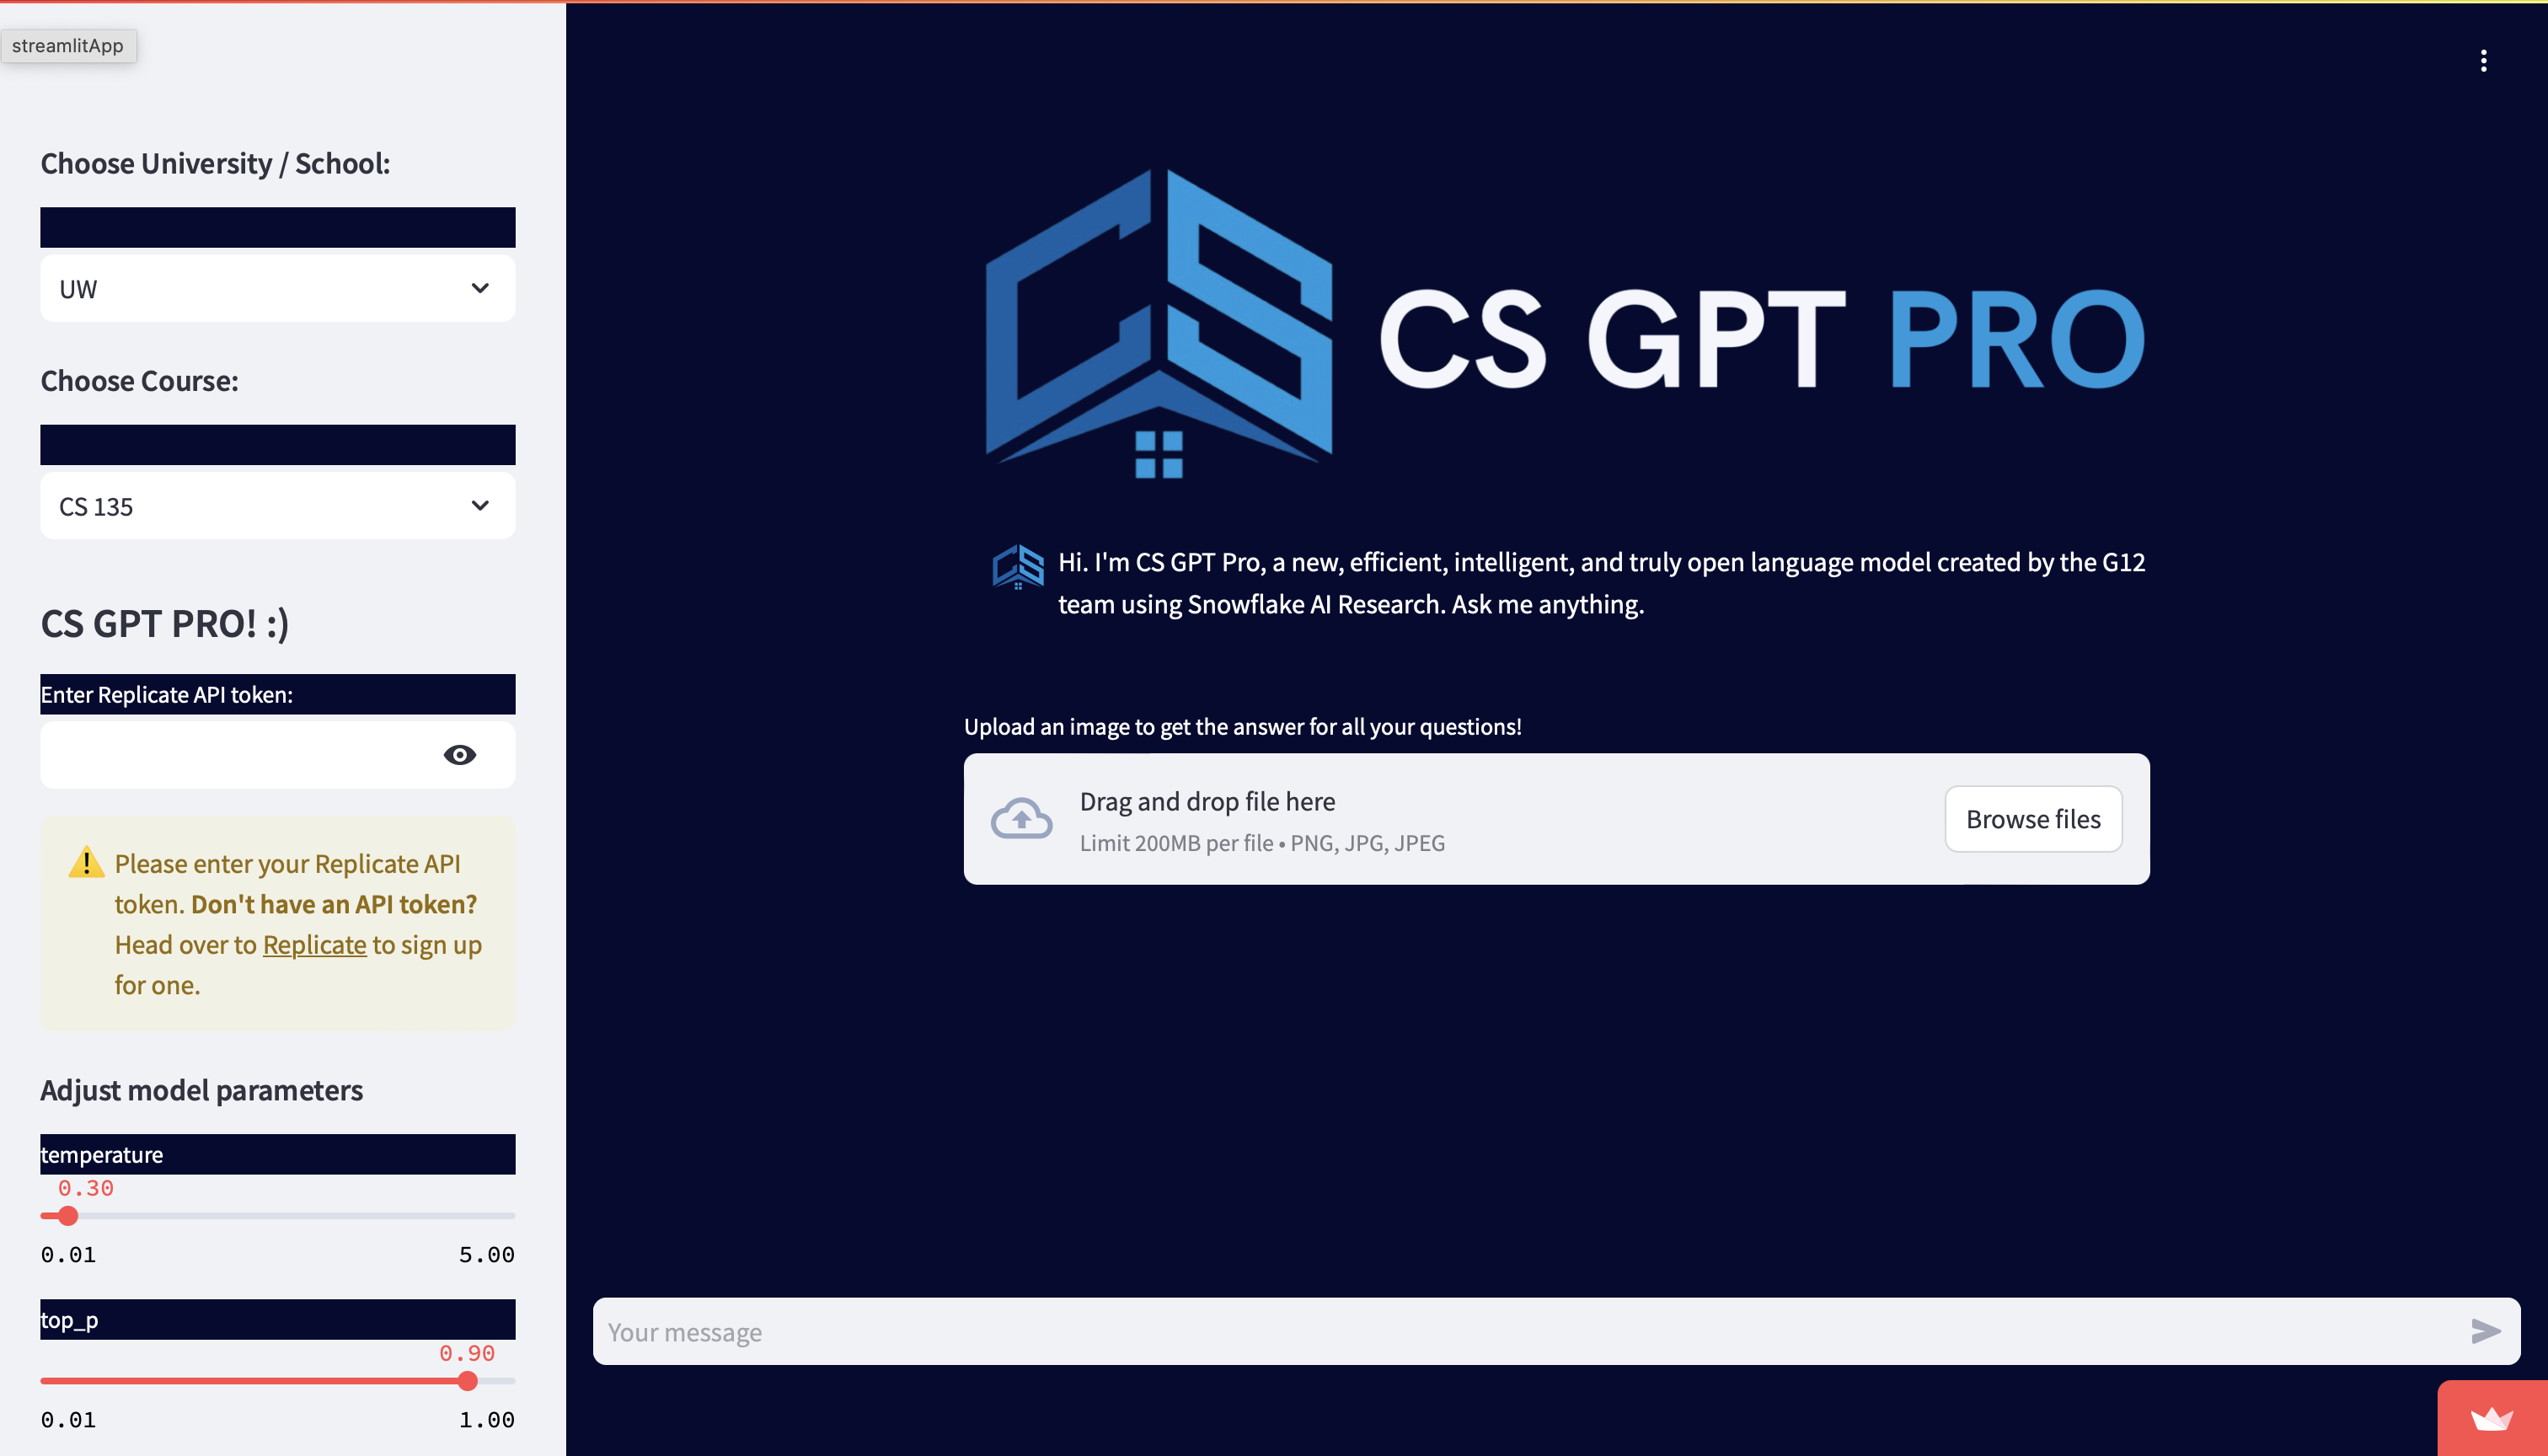 streamlitApp
Choose University / School:
UW
Choose Course:
CS 135
CS GPT PRO! :)
Enter Replicate API token:
Please enter your Replicate API
token. Don't have an API token?
Head over to Replicate to sign up
for one.
Adjust model parameters
temperature
0.30
0.01 5.00
top_p
0.90
0.01 1.00
CS
CS GPT PRO
Hi. I'm CS GPT Pro, a new, efficient, intelligent, and truly open language model created by the G12
team using Snowflake AI Research. Ask me anything.
Upload an image to get the answer for all your questions!
Drag and drop file here
Limit 200MB per file • PNG, JPG, JPEG
Browse files
Your message